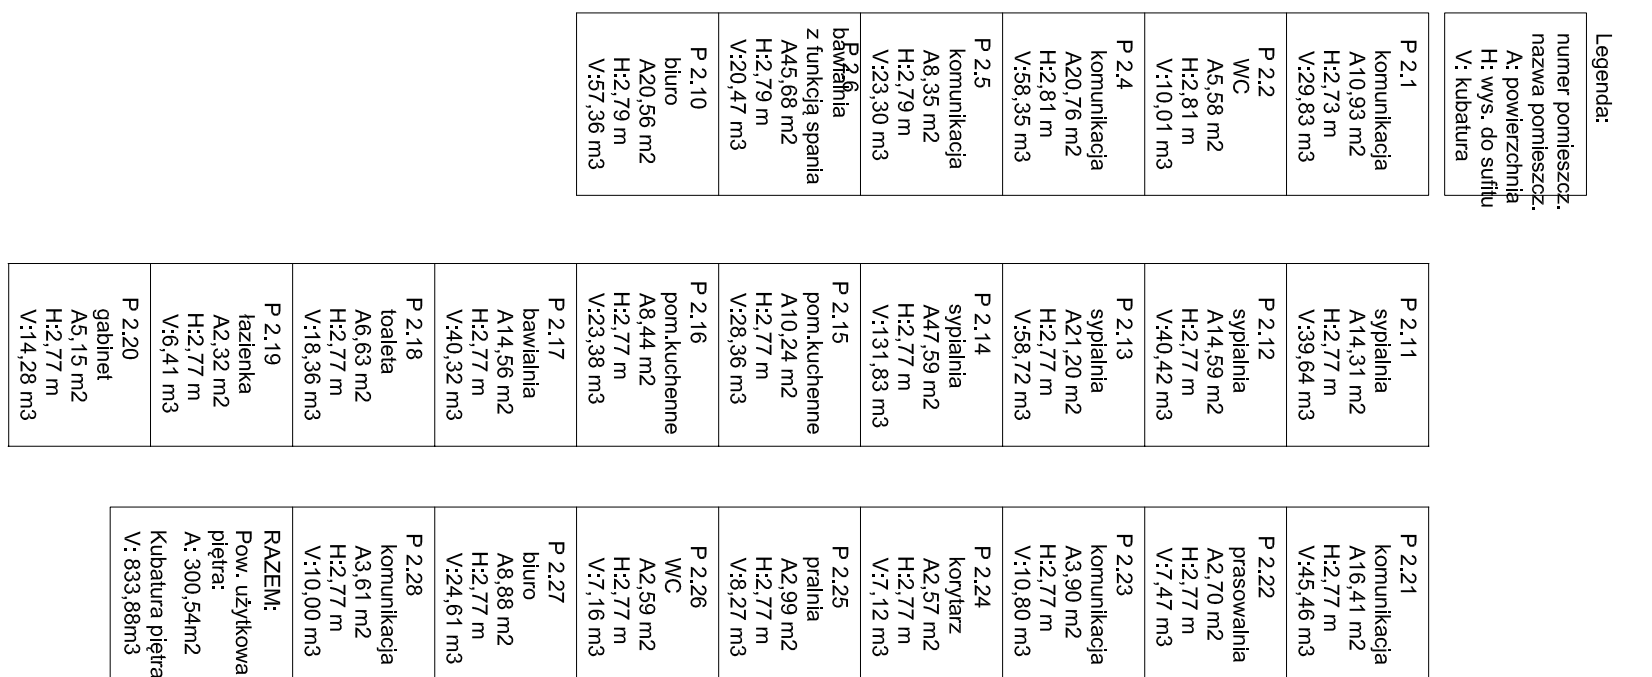 Legenda:
numer pomieszcz.
nazwa pomieszcz.
A: powierzchnia
H: wys. do sufitu
V: kubatura
P 2.1
komunikacja
A10,93 m2
H:2,73 m
V:29,83 m3
P 2.2
WC
A5,58 m2
H:2,81 m
V:10,01 m3
P 2.4
komunikacja
A20,76 m2
H:2,81 m
V:58,35 m3
P 2.5
komunikacja
A8,35 m2
H:2,79 m
V:23,30 m3
P 2.6
bawialnia
z funkcją spania
A45,68 m2
H:2,79 m
V:20,47 m3
P 2.10
biuro
A20,56 m2
H:2,79 m
V:57,36 m3
P 2.11
sypialnia
A14,31 m2
H:2,77 m
V:39,64 m3
P 2.12
sypialnia
A14,59 m2
H:2,77 m
V:40,42 m3
P 2.13
sypialnia
A21,20 m2
H:2,77 m
V:58,72 m3
P 2.14
sypialnia
A47,59 m2
H:2,77 m
V:131,83 m3
P 2.15
pom.kuchenne
A10,24 m2
H:2,77 m
V:28,36 m3
P 2.16
pom.kuchenne
A8,44 m2
H:2,77 m
V:23,38 m3
P 2.17
bawialnia
A14,56 m2
H:2,77 m
V:40,32 m3
P 2.18
toaleta
A6,63 m2
H:2,77 m
V:18,36 m3
P 2.19
łazienka
A2,32 m2
H:2,77 m
V:6,41 m3
P 2.20
gabinet
A5,15 m2
H:2,77 m
V:14,28 m3
P 2.21
komunikacja
A16,41 m2
H:2,77 m
V:45,46 m3
P 2.22
prasowalnia
A2,70 m2
H:2,77 m
V:7,47 m3
P 2.23
komunikacja
A3,90 m2
H:2,77 m
V:10,80 m3
P 2.24
korytarz
A2,57 m2
H:2,77 m
V:7,12 m3
P 2.25
pralnia
A2,99 m2
H:2,77 m
V:8,27 m3
P 2.26
WC
A2,59 m2
H:2,77 m
V:7,16 m3
P 2.27
biuro
A8,88 m2
H:2,77 m
V:24,61 m3
P 2.28
komunikacja
A3,61 m2
H:2,77 m
V:10,00 m3
RAZEM:
Pow. użytkowa
piętra:
A: 300,54m2
Kubatura piętra
V: 833,88m3